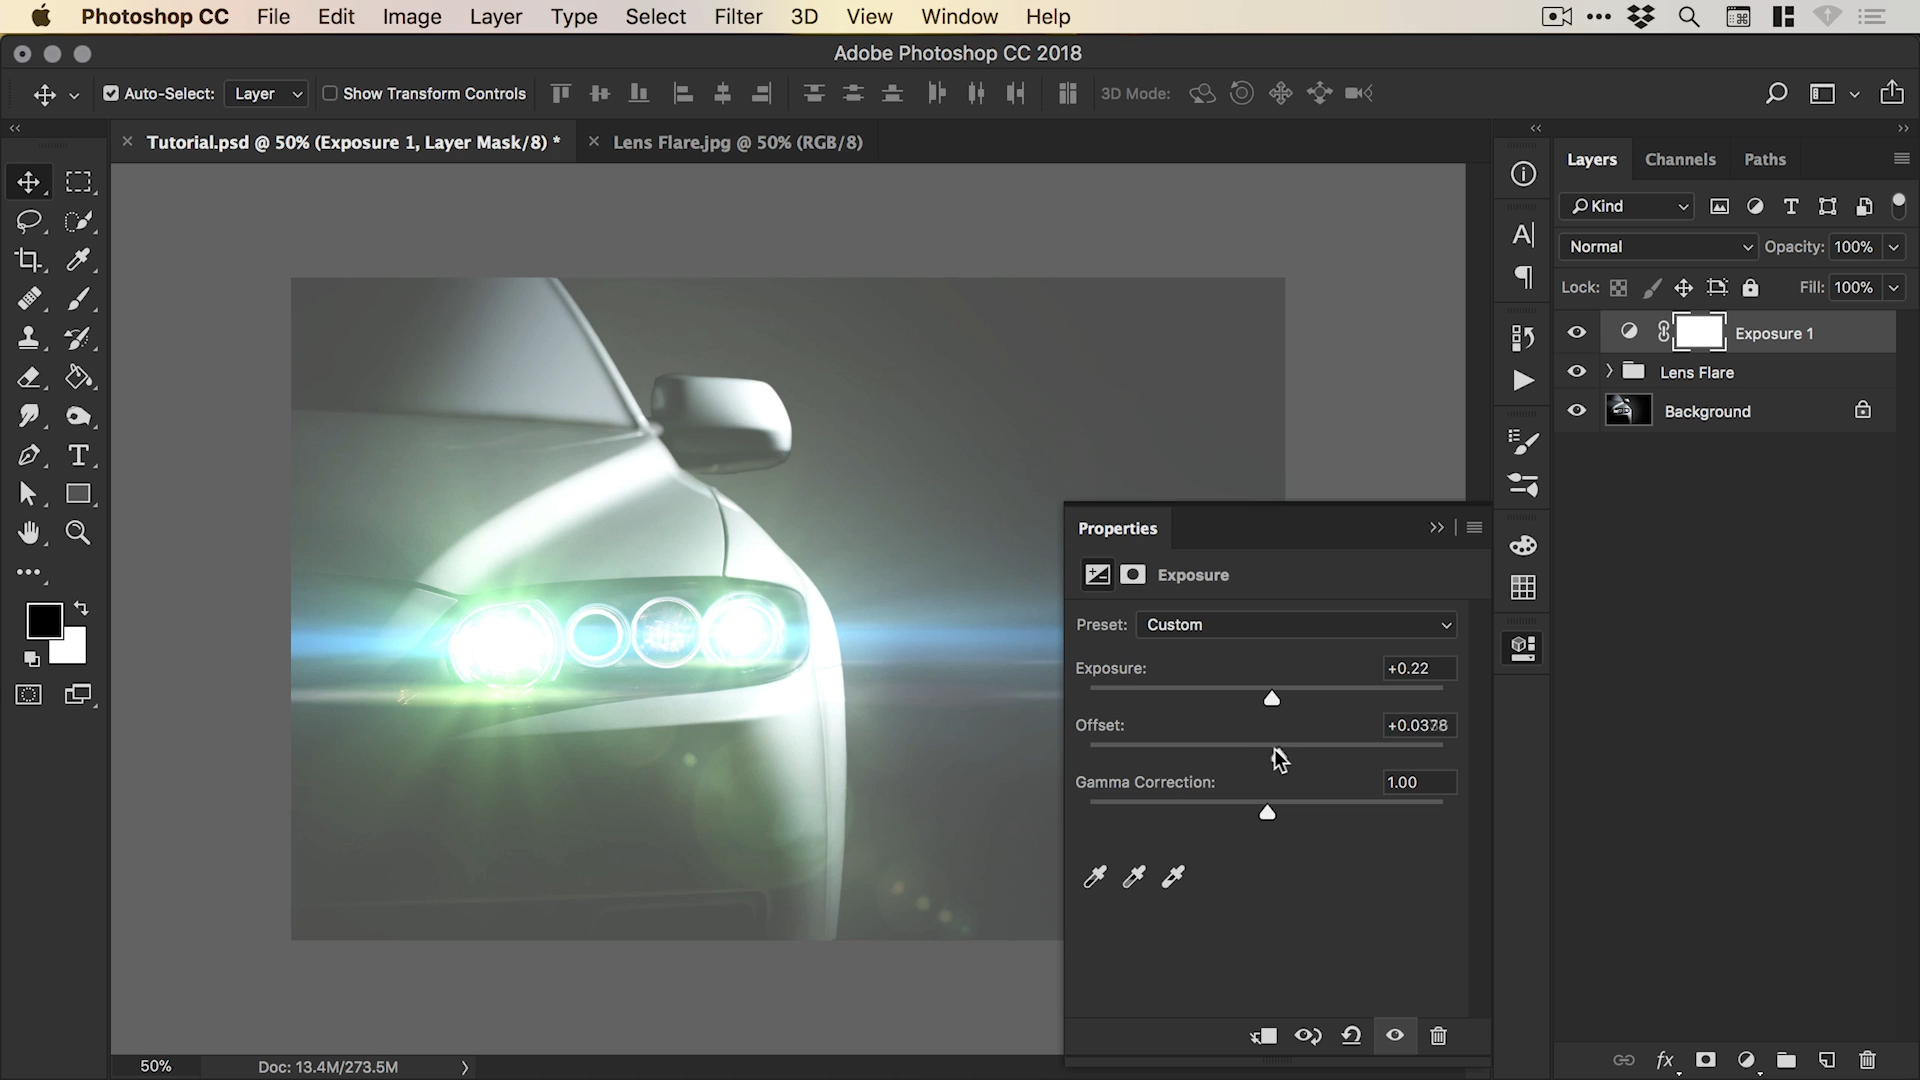 Photoshop CC File Edit Image Layer Type Select Filter 3D View Window Help
Adobe Photoshop CC 2018
Auto-Select: Layer Show Transform Controls 3D Mode:
Tutorial.psd @ 50% (Exposure 1, Layer Mask/8) * Lens Flare.jpg @ 50% (RGB/8)
Layers Channels Paths
Kind
Normal Opacity: 100%
Lock: Fill: 100%
Exposure 1
Lens Flare
Background
Properties
Exposure
Preset: Custom
Exposure: +0.22
Offset:
Gamma Correction: 1.00
50% Doc: 13.4M/273.5M